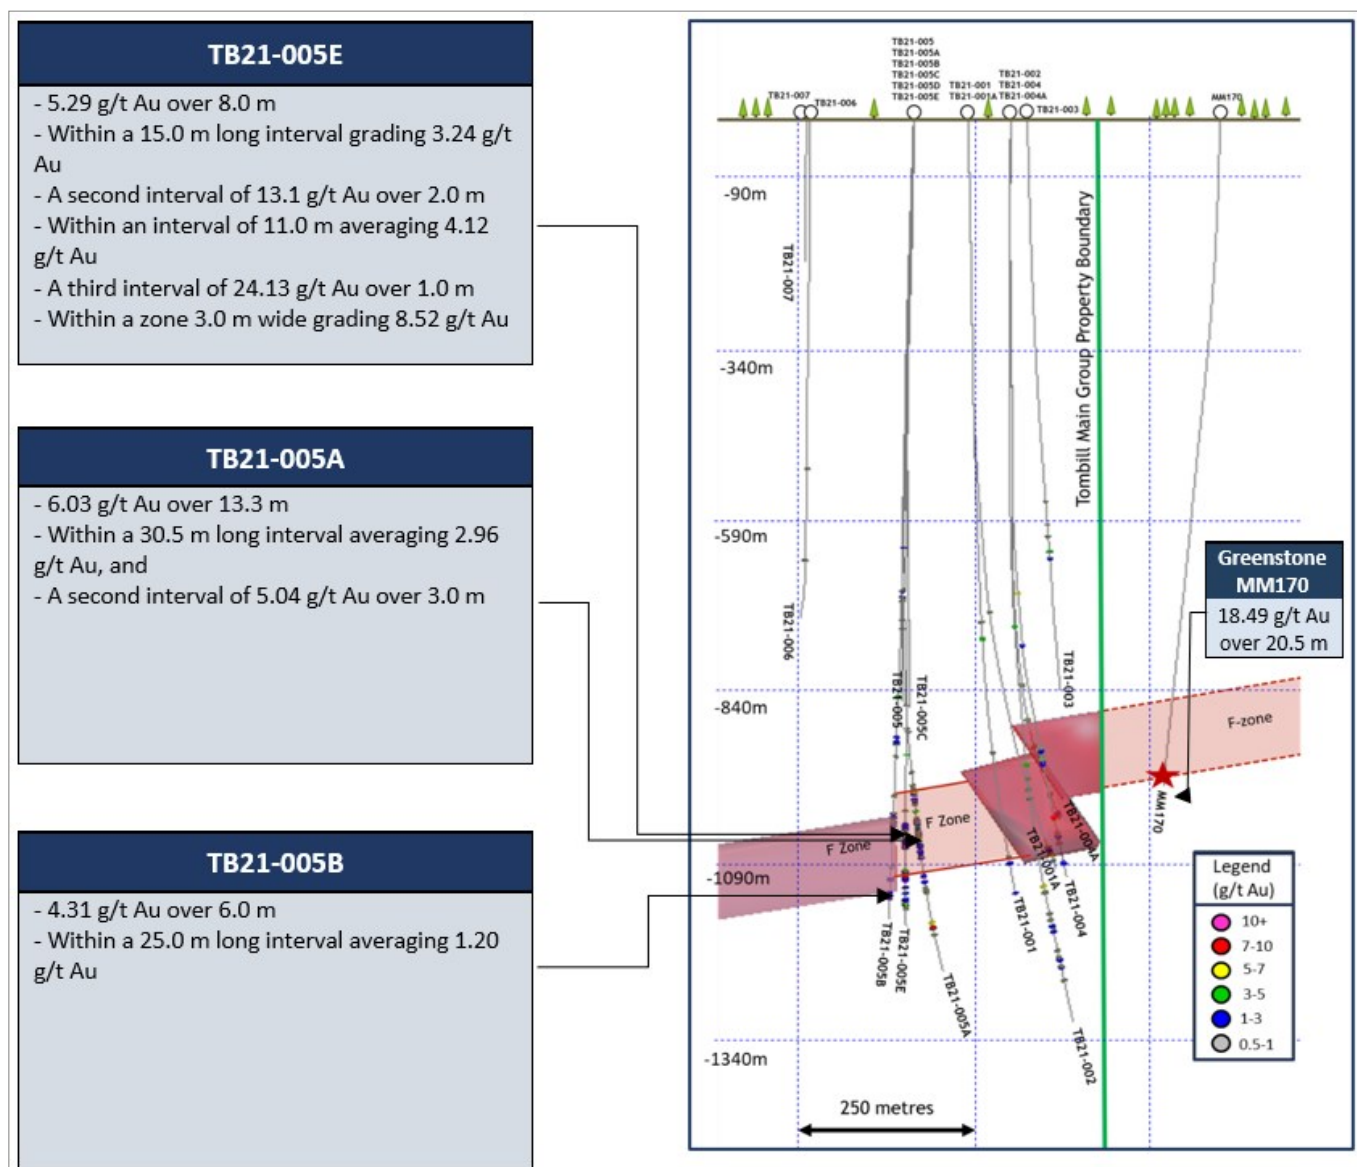 TB21-005E
- 5.29 g/t Au over 8.0 m
- Within a 15.0 m long interval grading 3.24 g/t
Au
- A second interval of 13.1 g/t Au over 2.0 m
- Within an interval of 11.0 m averaging 4.12
g/t Au
- A third interval of 24.13 g/t Au over 1.0 m
- Within a zone 3.0 m wide grading 8.52 g/t Au
TB21-005A
- 6.03 g/t Au over 13.3 m
- Within a 30.5 m long interval averaging 2.96
g/t Au, and
- A second interval of 5.04 g/t Au over 3.0 m
TB21-005B
- 4.31 g/t Au over 6.0 m
- Within a 25.0 m long interval averaging 1.20
g/t Au
TB21-007
TB21-006
TB21-005
TB21-005A
TB21-005B
TB21-005C
TB21-005D
TB21-005E
TB21-001
TB21-001A
TB21-002
TB21-004
TB21-004A
TB21-003
MM170
-90m
-340m
-590m
-840m
-1090m
-1340m
TB21-007
TB21-006
TB21-005
TB21-005C
TB21-003
Tombill Main Group Property Boundary
Greenstone
MM170
18.49 g/t Au
over 20.5 m
F-zone
F Zone
F Zone
MM170
TB21-004A
TB21-001A
TB21-004
TB21-001
TB21-005B
TB21-005E
TB21-005A
TB21-002
250 metres
Legend
(g/t Au)
10+
7-10
5-7
3-5
1-3
0.5-1